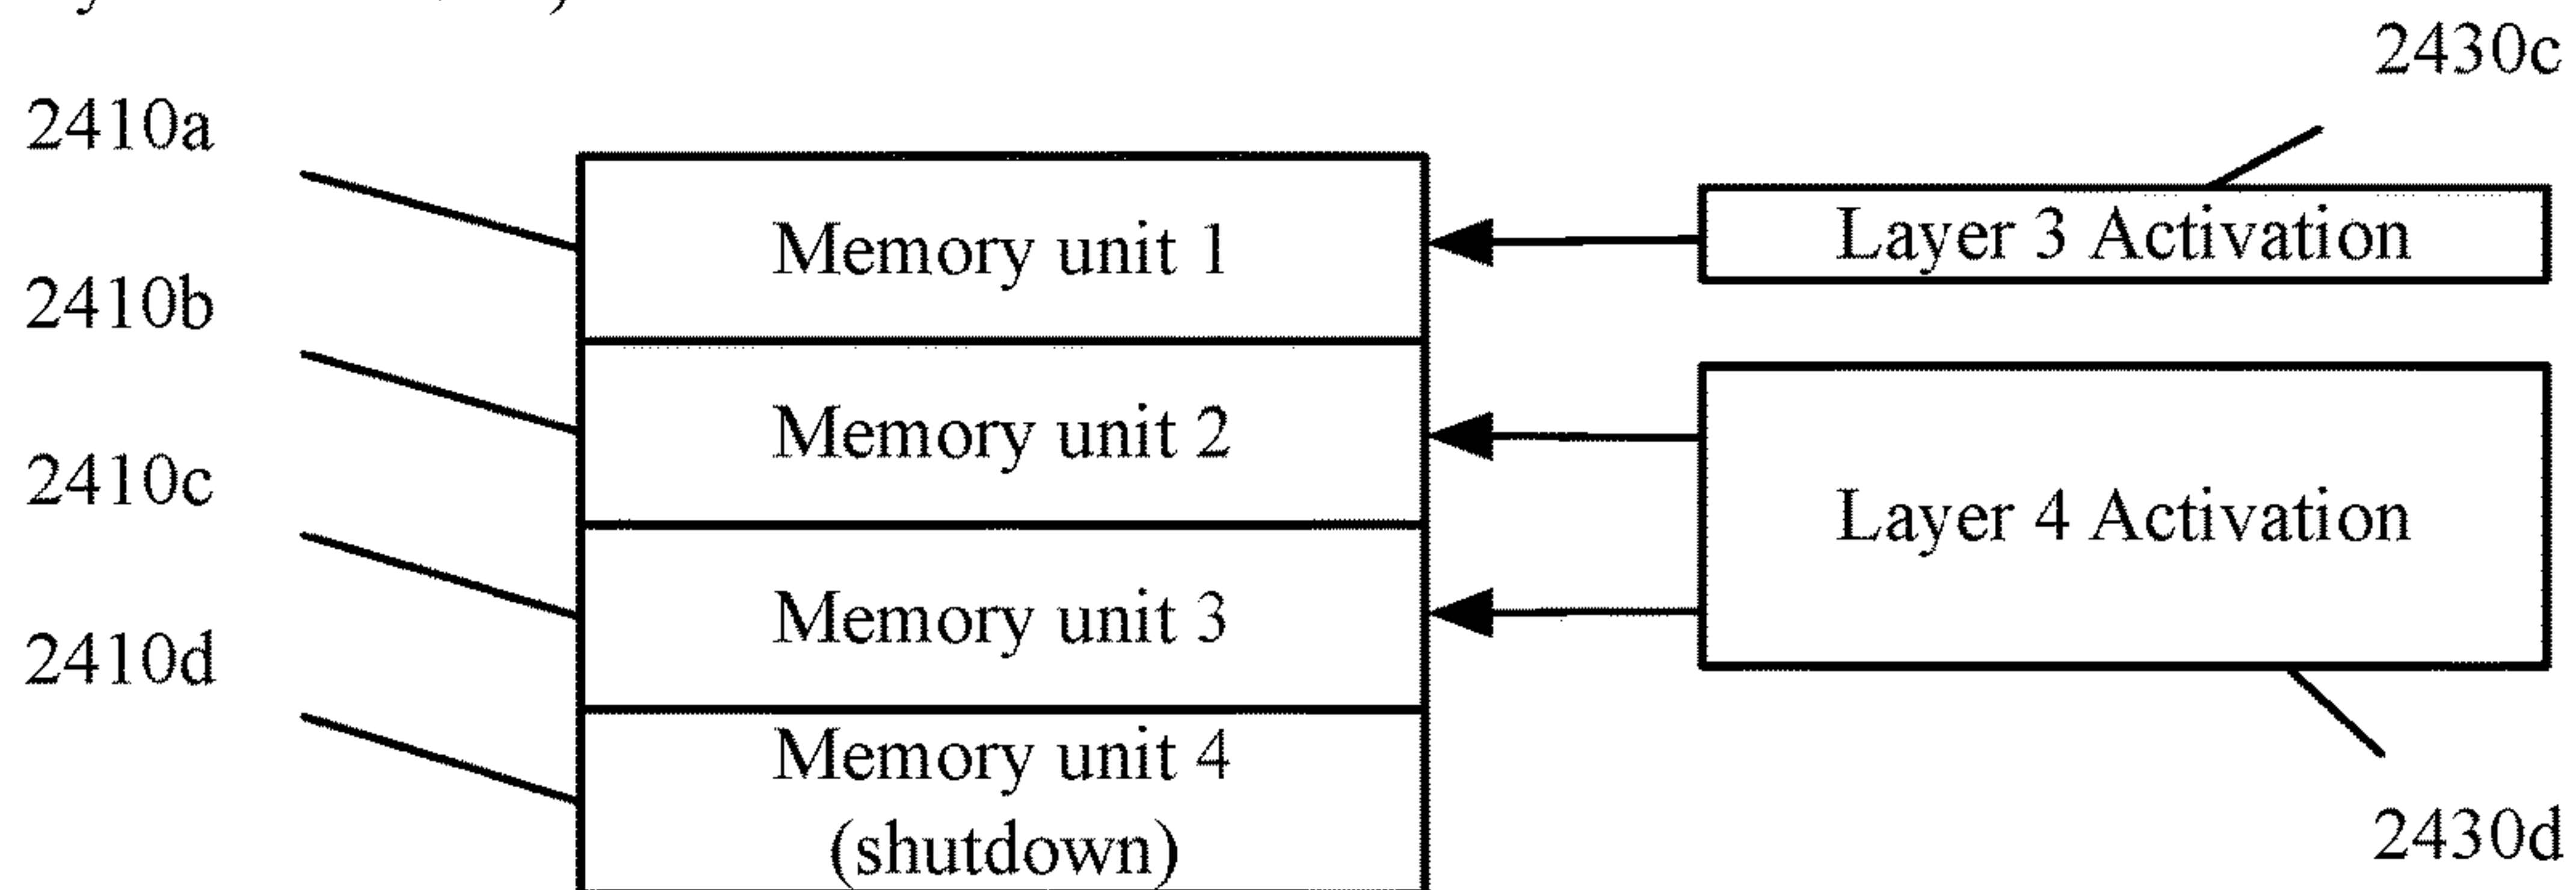 2430c
2410a
Memory unit 1
Layer 3 Activation
2410b
Memory unit 2
2410c
Layer 4 Activation
Memory unit 3
2410d
Memory unit 4
(shutdown)
2430d